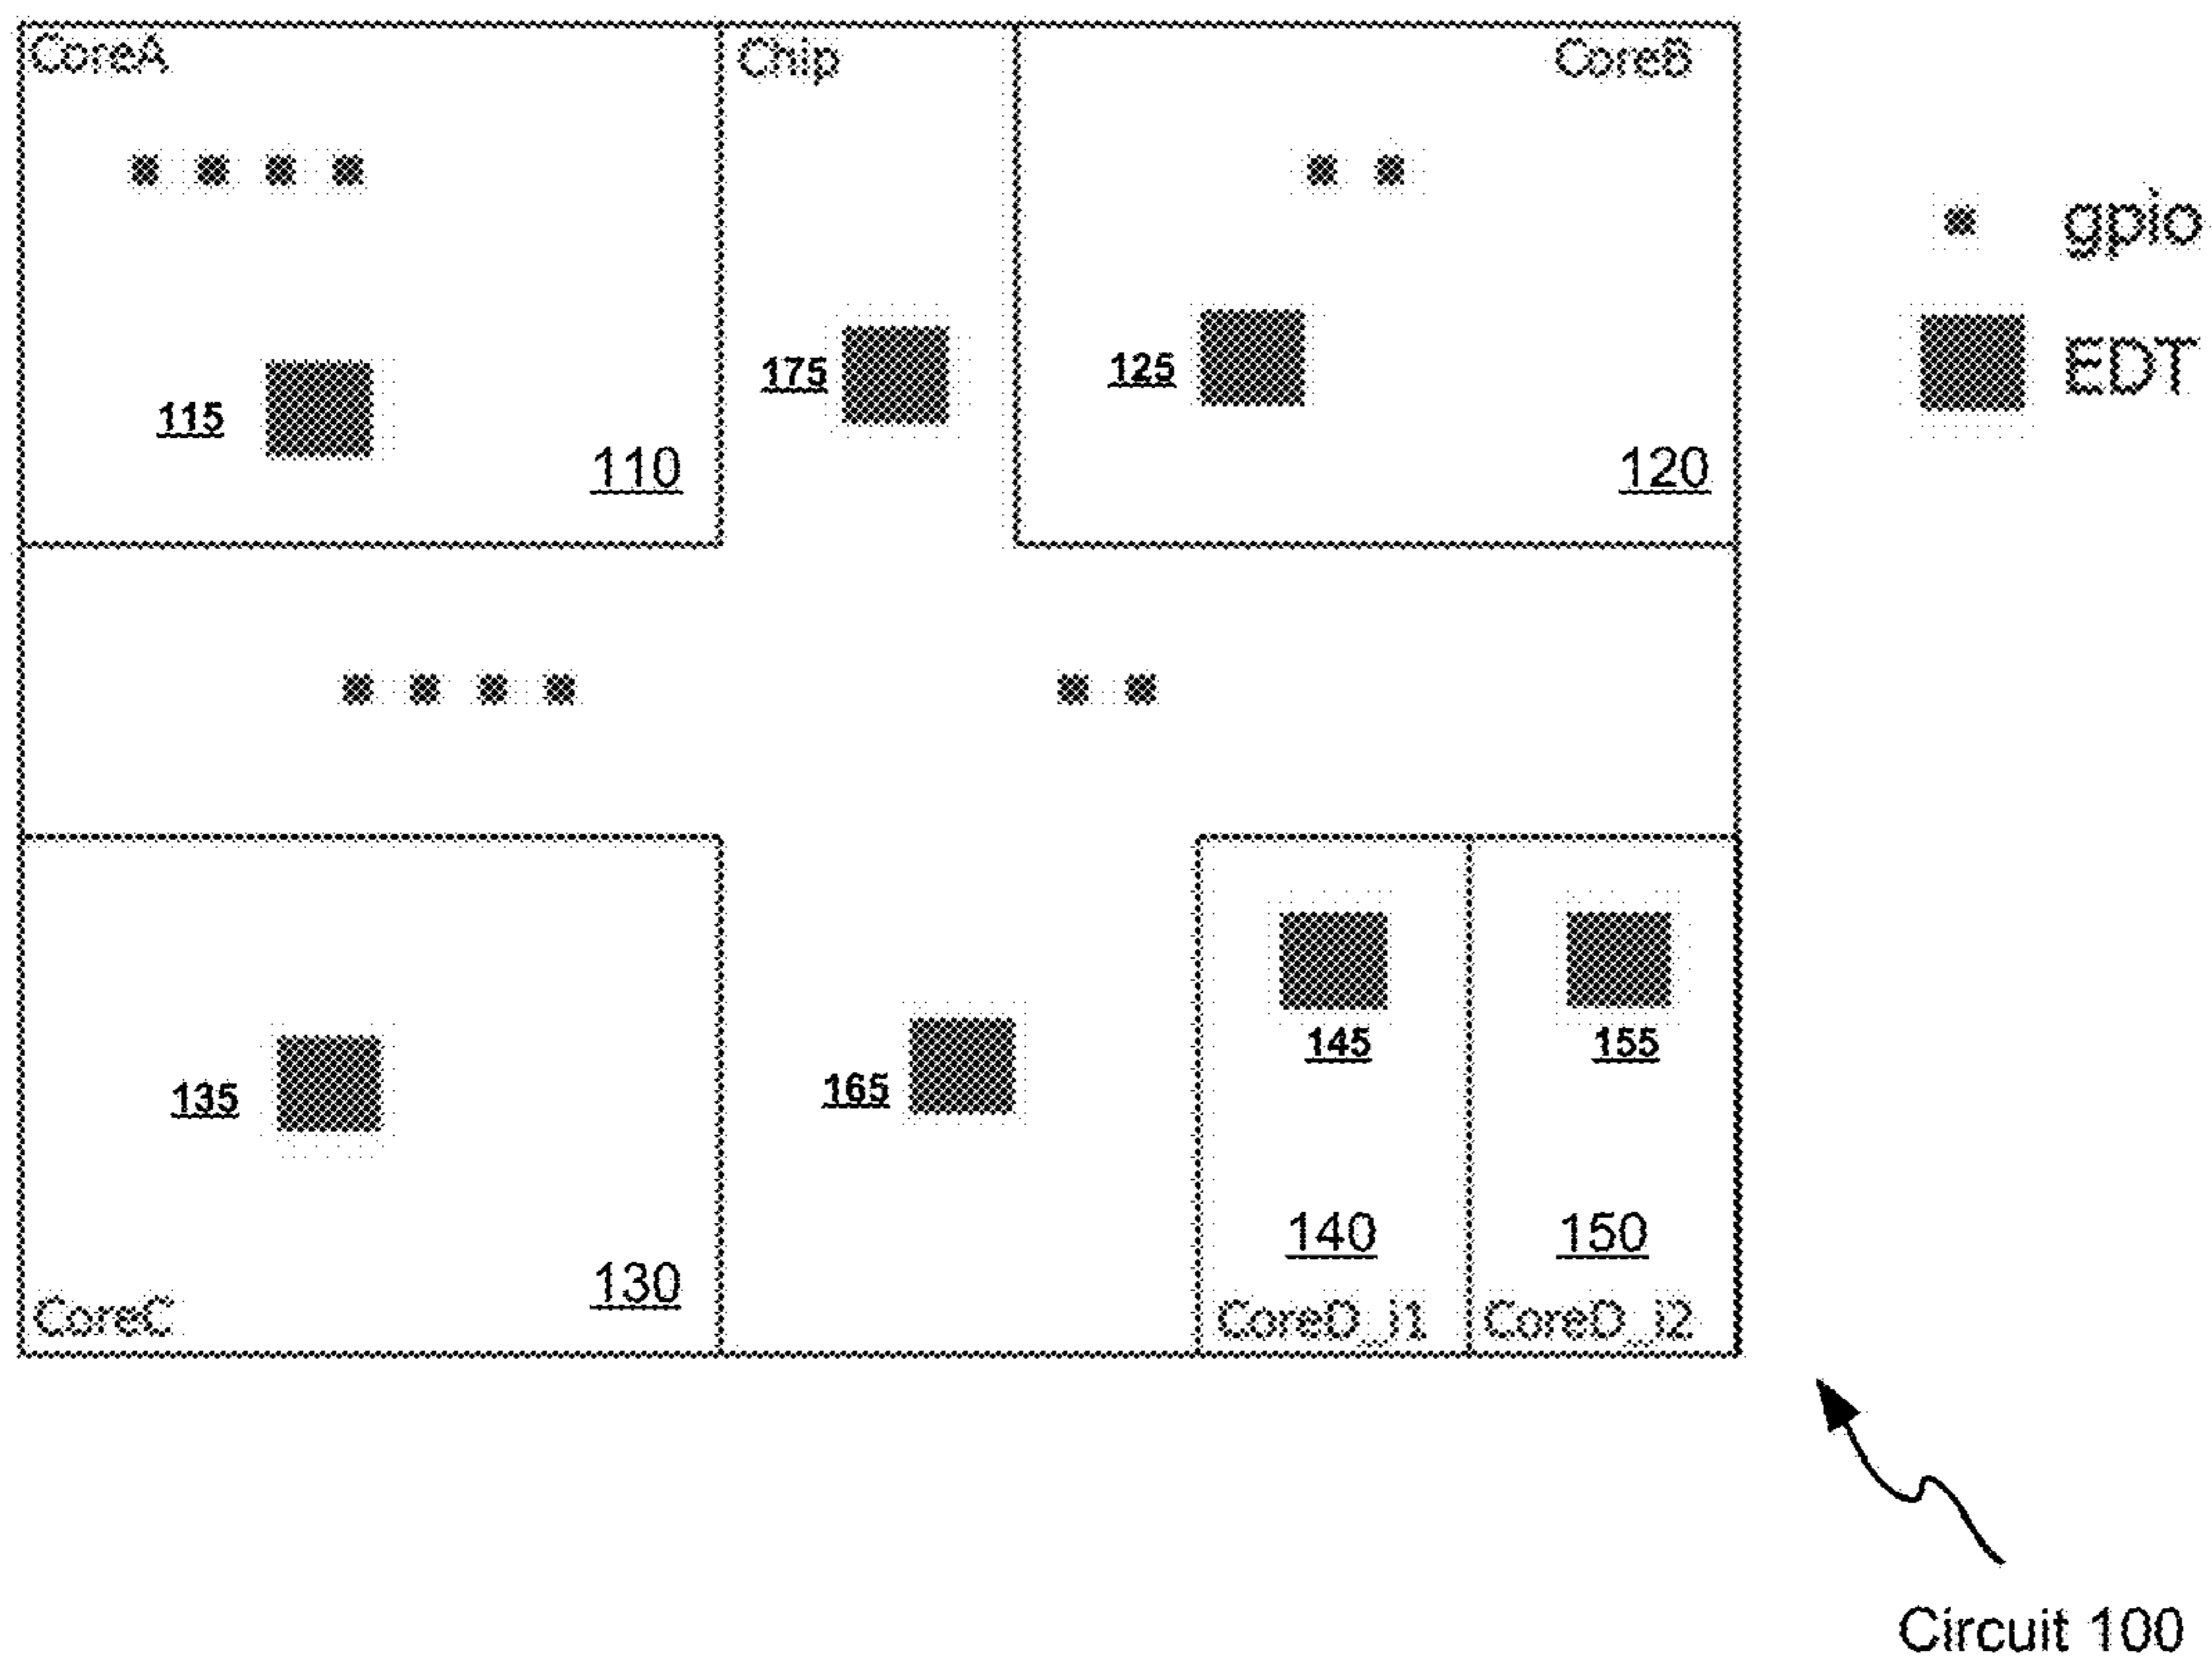 CoreA
Chip
CoreB
gpio
EDT
115
175
125
110
120
135
165
145
155
140
150
130
CoreC
CoreD_i1
CoreD_i2
Circuit 100